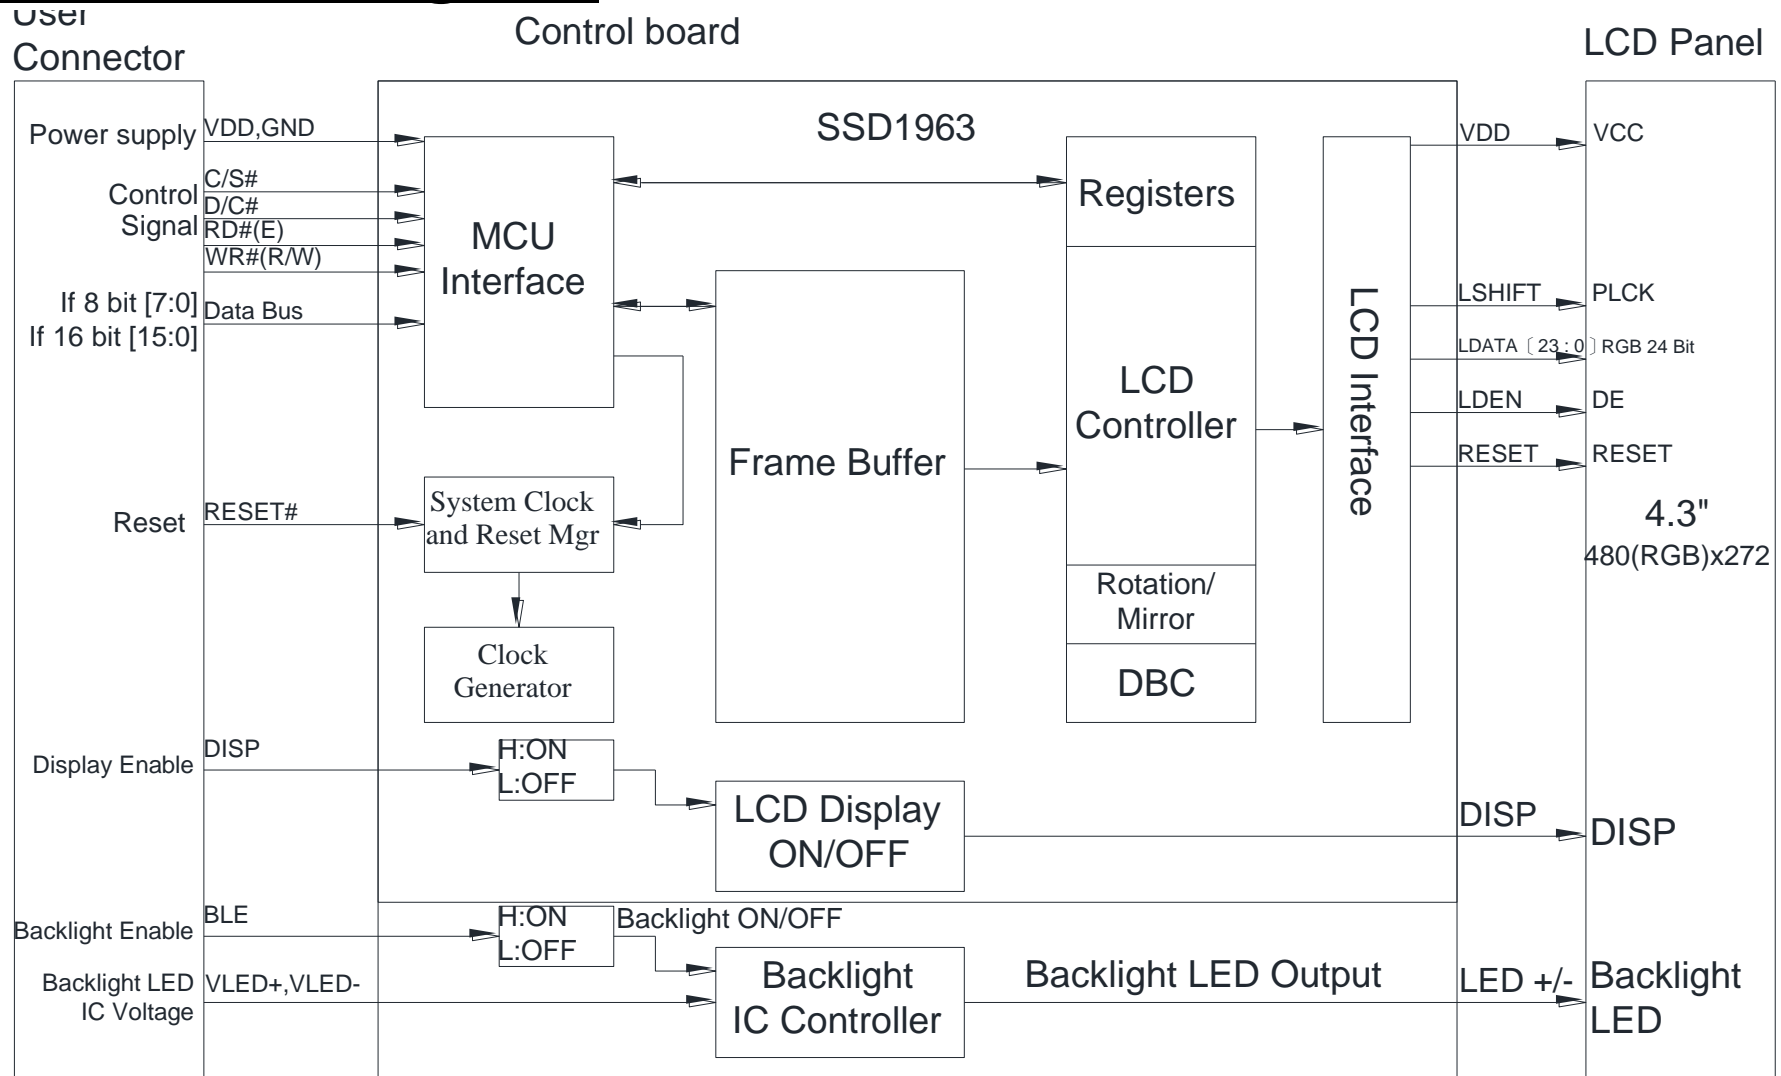 User
Connector
Control board
LCD Panel
SSD1963
Power supply
VDD,GND
Control
Signal
C/S#
D/C#
RD#(E)
WR#(R/W)
If 8 bit [7:0]
If 16 bit [15:0]
Data Bus
MCU
Interface
Registers
LCD
Controller
Rotation/
Mirror
DBC
Frame Buffer
LCD Interface
VDD
VCC
LSHIFT
PLCK
LDATA〔23:0〕RGB 24 Bit
LDEN
DE
RESET
RESET
4.3"
480(RGB)x272
Reset
RESET#
System Clock
and Reset Mgr
Clock
Generator
Display Enable
DISP
H:ON
L:OFF
LCD Display
ON/OFF
DISP
DISP
Backlight Enable
BLE
H:ON
L:OFF
Backlight ON/OFF
Backlight LED
IC Voltage
VLED+,VLED-
Backlight
IC Controller
Backlight LED Output
LED +/-
Backlight
LED